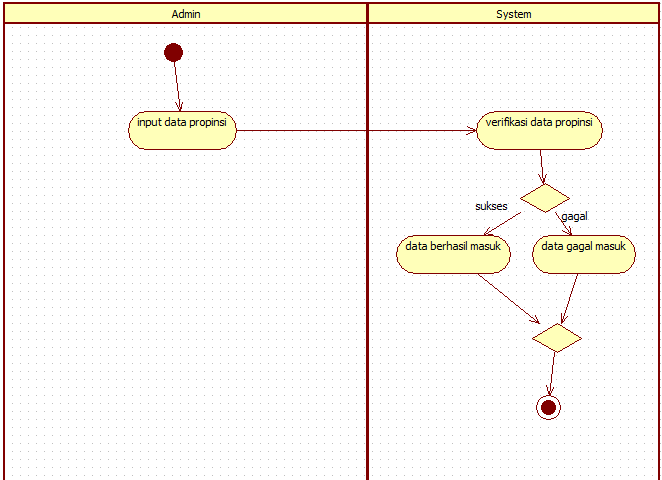 Admin
System
input data propinsi
verifikasi data propinsi
sukses
gagal
data berhasil masuk
data gagal masuk